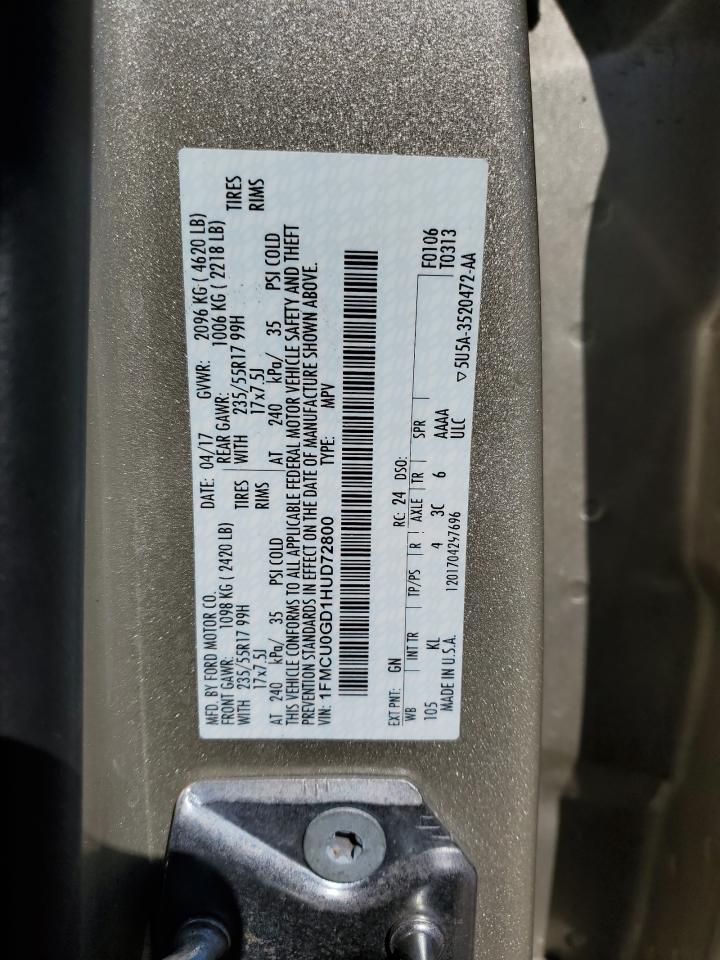 MFD. BY FORD MOTOR CO. DATE: 04/17 GVWR: 2096 KG ( 4620 LB)
FRONT GAWR: 1098 KG ( 2420 LB) REAR GAWR: 1006 KG ( 2218 LB)
WITH 235/55R17 99H TIRES WITH 235/55R17 99H TIRES
17x7.5J RIMS 17x7.5J RIMS
AT 240 kPa/ 35 PSI COLD AT 240 kPa/ 35 PSI COLD
THIS VEHICLE CONFORMS TO ALL APPLICABLE FEDERAL MOTOR VEHICLE SAFETY AND THEFT
PREVENTION STANDARDS IN EFFECT ON THE DATE OF MANUFACTURE SHOWN ABOVE.
VIN: 1FMCU0GD1HUD72800 TYPE: MPV
EXT PNT: GN RC: 24 DSO: F0106
WB INT TR TP/PS R AXLE TR SPR T0313
105 KL 4 3C 6 AAAA ▽5U5A-3520472-AA
MADE IN U.S.A. 1201704257696 ULC